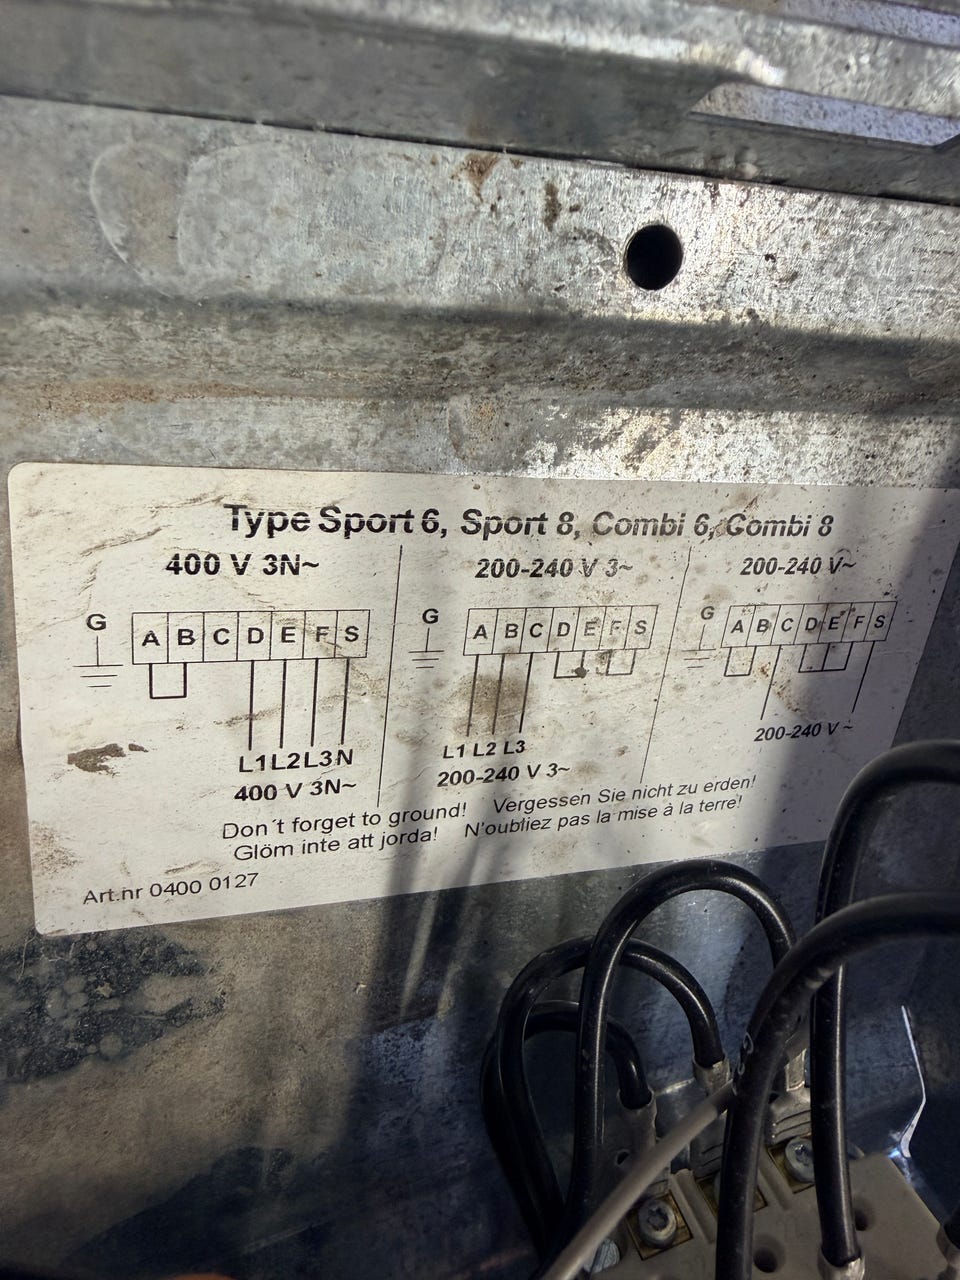 Type Sport 6, Sport 8, Combi 6, Combi 8
400 V 3N~
G A B C D E F S
L1 L2 L3 N
400 V 3N~
200-240 V 3~
G A B C D E F S
L1 L2 L3
200-240 V 3~
200-240 V~
G A B C D E F S
200-240 V ~
Don´t forget to ground! Vergessen Sie nicht zu erden!
Glöm inte att jorda! N'oubliez pas la mise à la terre!
Art.nr 0400 0127